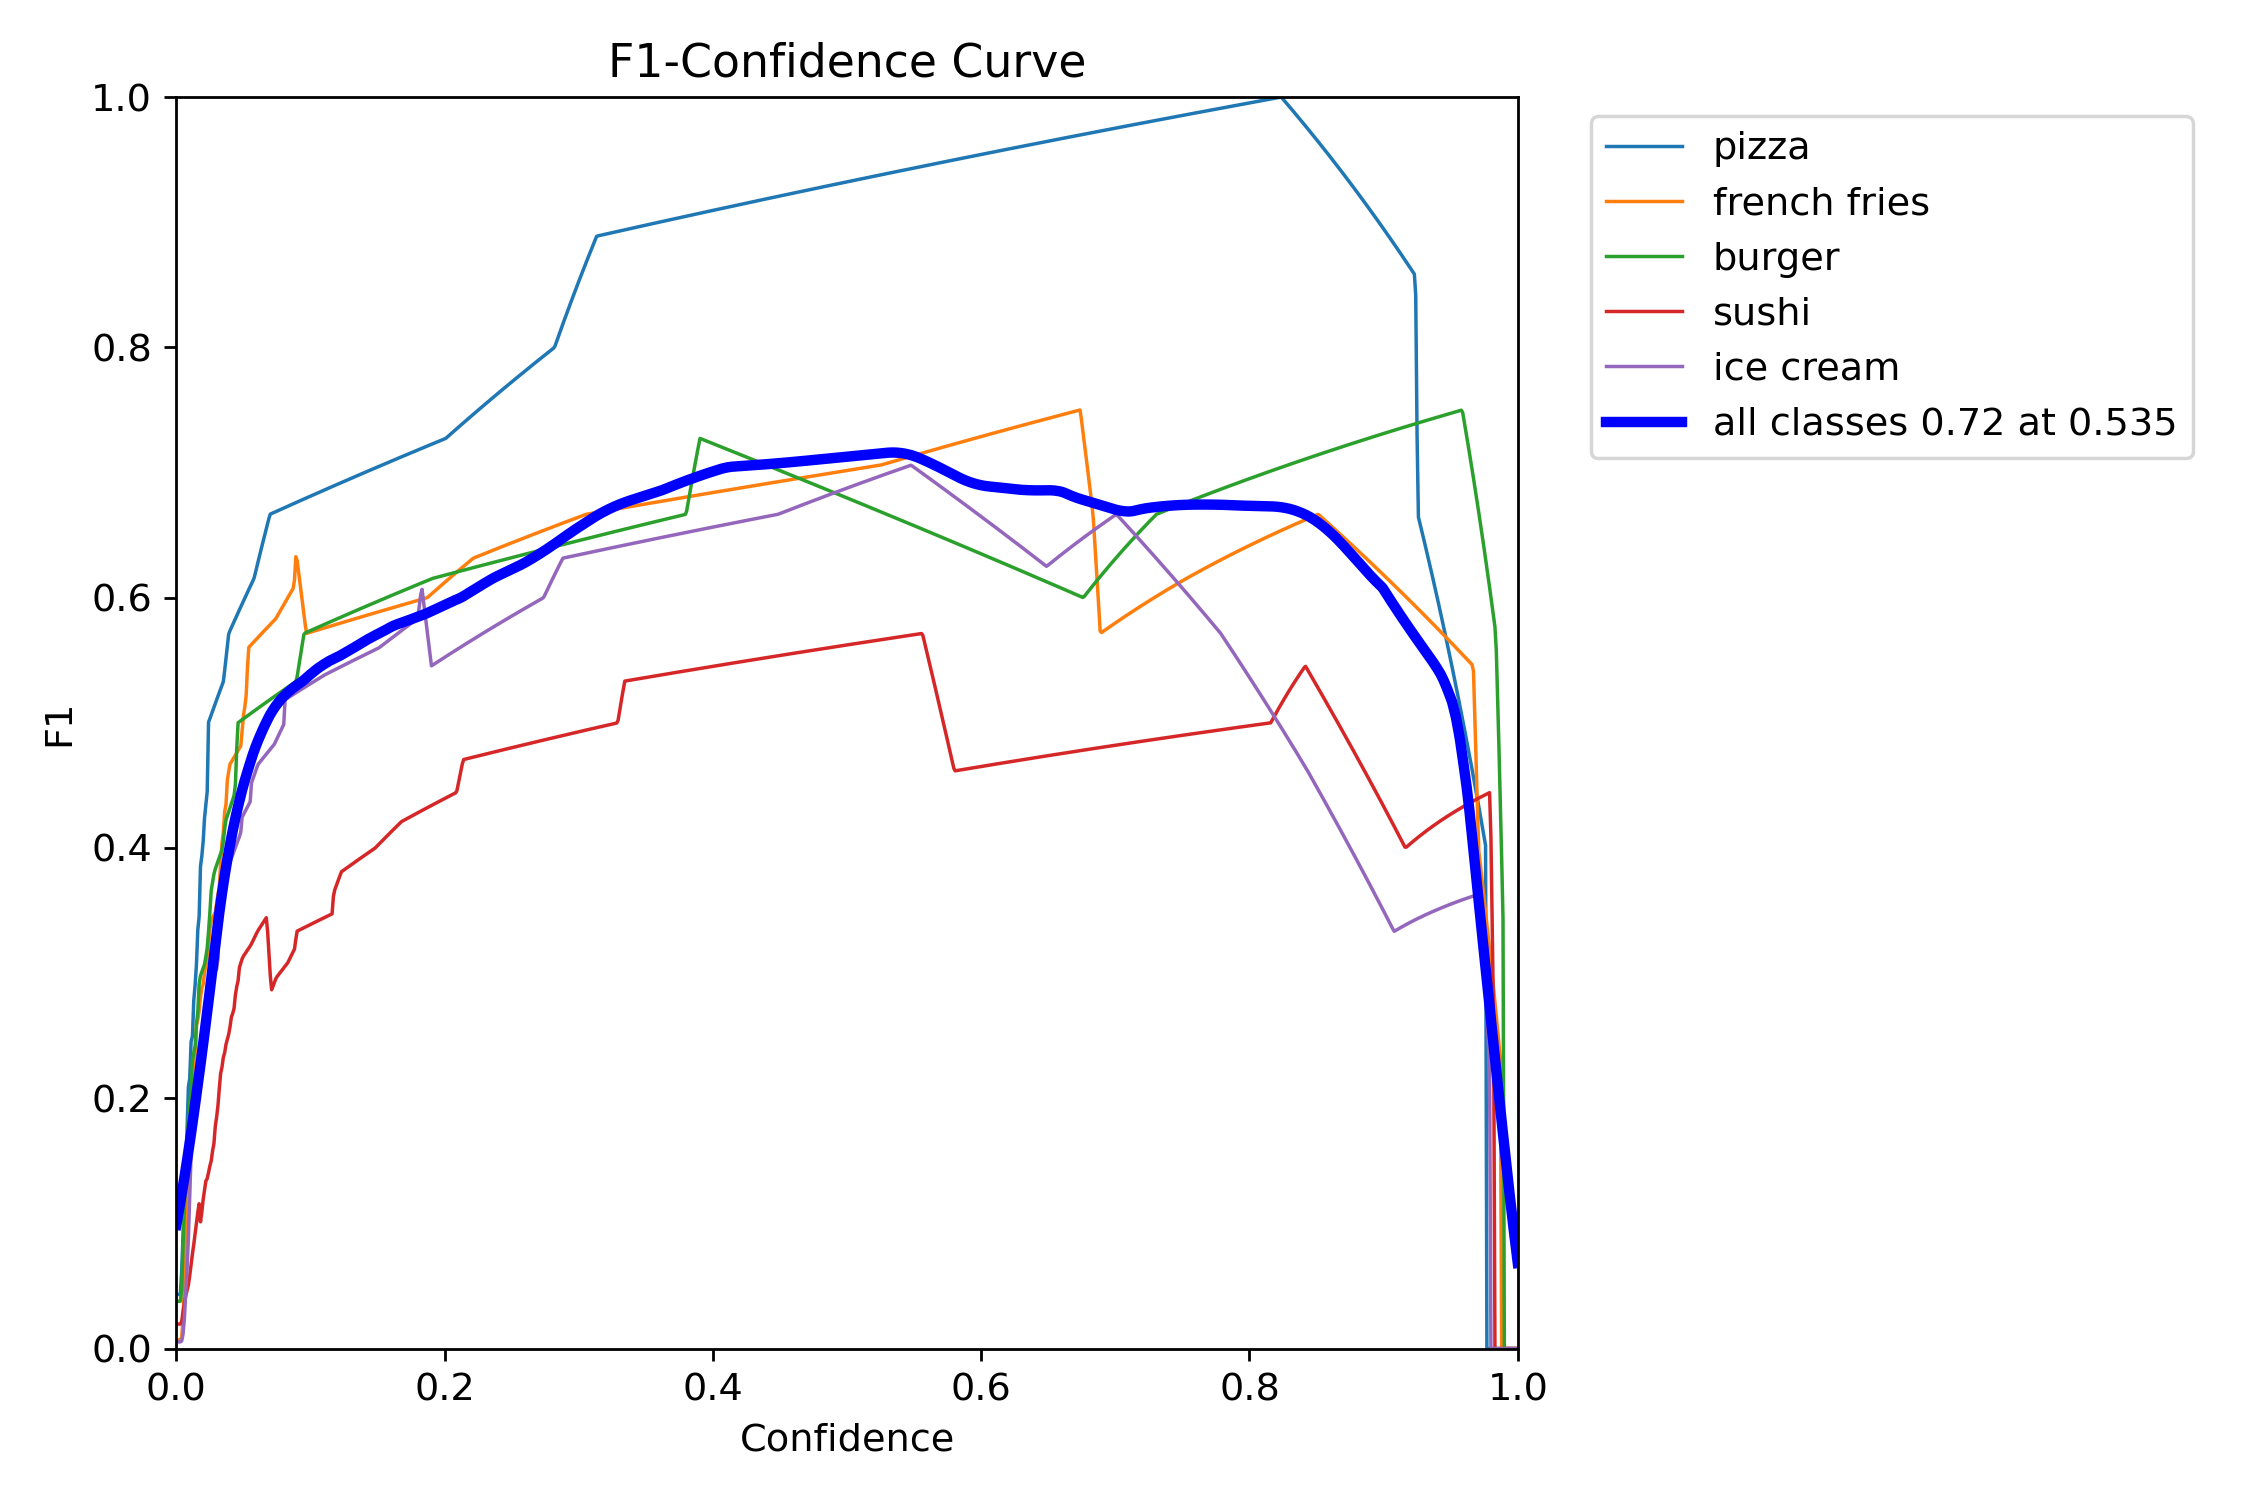 F1-Confidence Curve
1.0
0.8
0.6
0.4
0.2
0.0
F1
0.0 0.2 0.4 0.6 0.8 1.0
Confidence
pizza
french fries
burger
sushi
ice cream
all classes 0.72 at 0.535